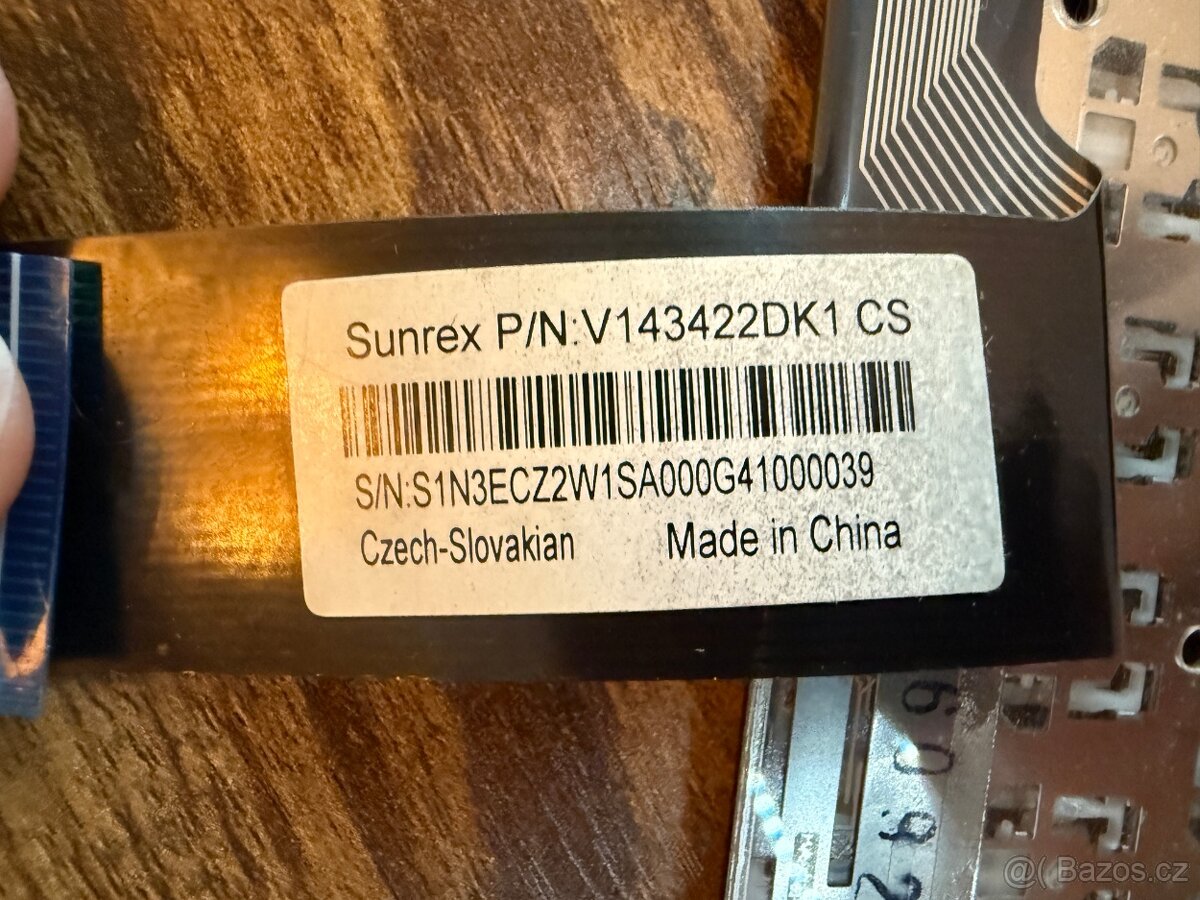 Sunrex P/N:V143422DK1 CS
S/N:S1N3ECZ2W1SA000G41000039
Czech-Slovakian Made in China
@( Bazos.cz